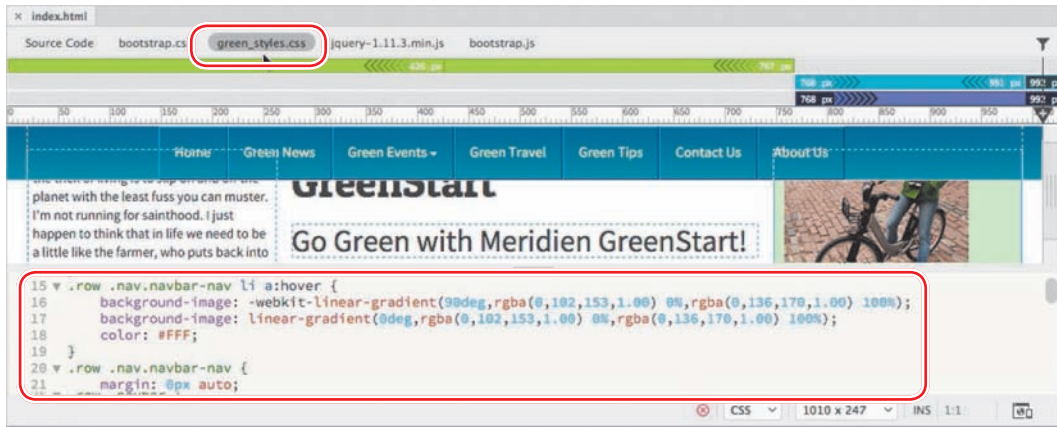 × index.html
Source Code bootstrap.cs green_styles.css jquery-1.11.3.min.js bootstrap.js
767 px
768 px 991 px 992 p
768 px 992 p
0 50 100 150 200 250 300 350 400 450 500 550 600 650 700 750 800 850 900 950
Home Green News Green Events Green Travel Green Tips Contact Us About Us
planet with the least fuss you can muster.
I'm not running for sainthood. I just
happen to think that in life we need to be
a little like the farmer, who puts back into
GreenStart
Go Green with Meridien GreenStart!
15 ▼ .row .nav.navbar-nav li a:hover {
16 background-image: -webkit-linear-gradient(90deg,rgba(0,102,153,1.00) 0%,rgba(0,136,170,1.00) 100%);
17 background-image: linear-gradient(0deg,rgba(0,102,153,1.00) 0%,rgba(0,136,170,1.00) 100%);
18 color: #FFF;
19 }
20 ▼ .row .nav.navbar-nav {
21 margin: 0px auto;
CSS 1010 x 247 INS 1:1